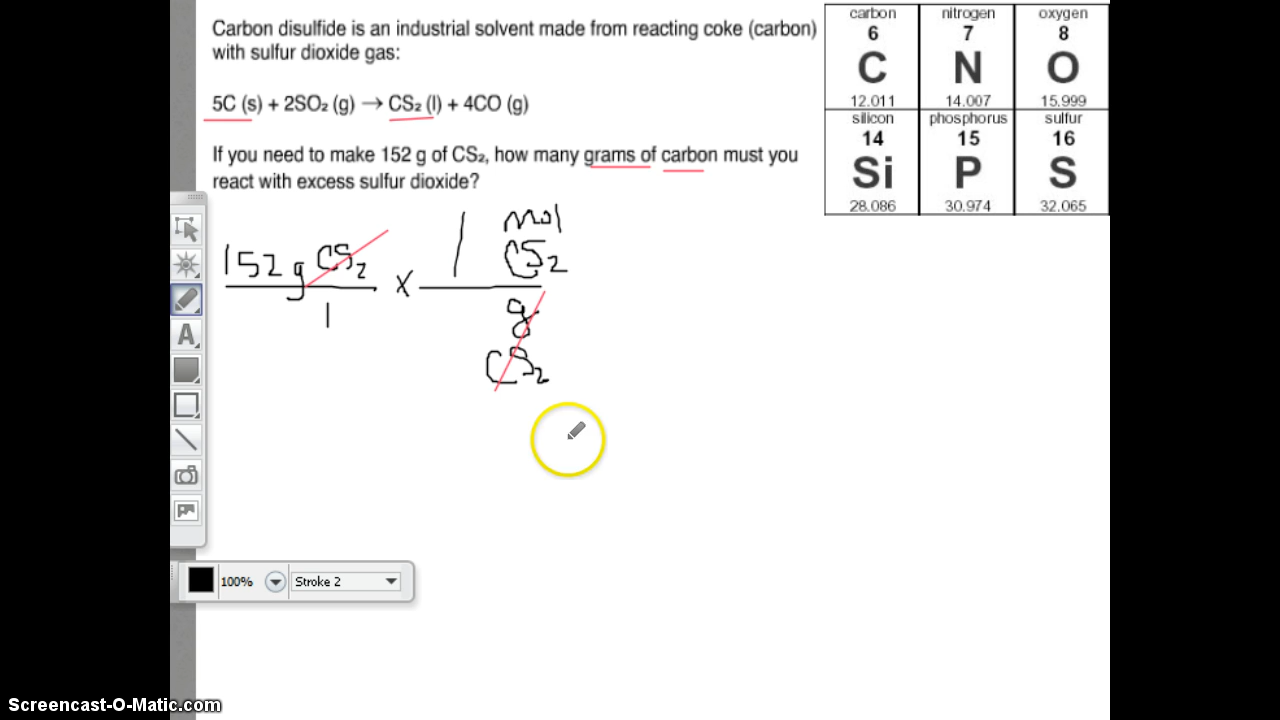 Carbon disulfide is an industrial solvent made from reacting coke (carbon)
with sulfur dioxide gas:
5C (s) + 2SO₂ (g) → CS₂ (l) + 4CO (g)
If you need to make 152 g of CS₂, how many grams of carbon must you
react with excess sulfur dioxide?
carbon nitrogen oxygen
6 7 8
C N O
12.011 14.007 15.999
silicon phosphorus sulfur
14 15 16
Si P S
28.086 30.974 32.065
1 mol
152 g CS₂ x CS₂
1 g
CS₂
A
100% Stroke 2
Screencast-O-Matic.com